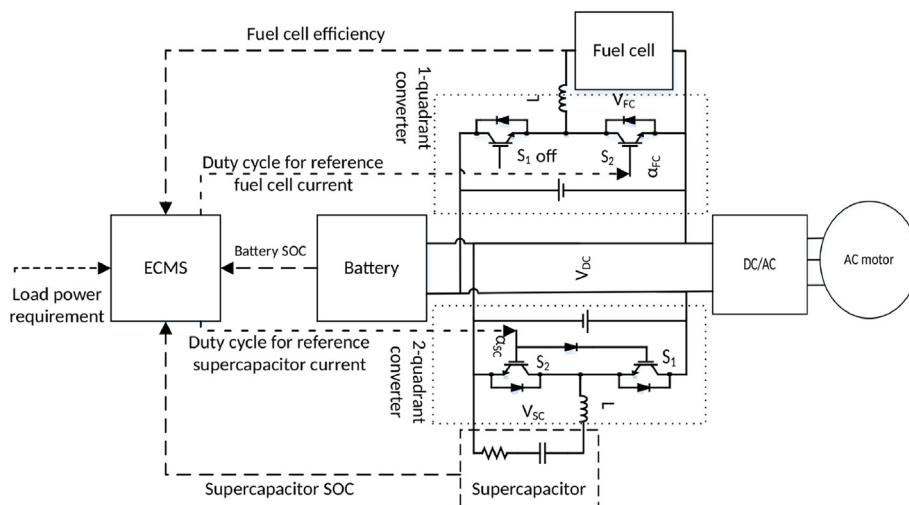 Fuel cell efficiency
Fuel cell
1-quadrant
converter
L
V_FC
S_1 off
S_2
α_FC
Duty cycle for reference
fuel cell current
ECMS
Battery SOC
Battery
V_DC
DC/AC
AC motor
Load power
requirement
Duty cycle for reference
supercapacitor current
2-quadrant
converter
α_SC
S_2
S_1
V_SC
L
Supercapacitor SOC
Supercapacitor